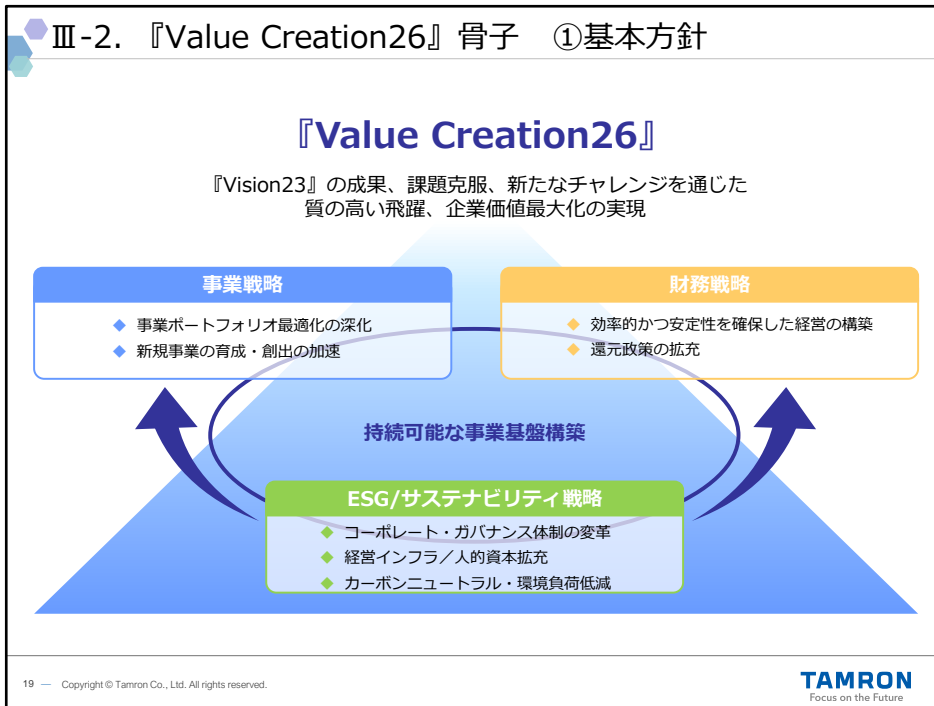 Ⅲ-2. 『Value Creation26』骨子　①基本方針
『Value Creation26』
『Vision23』の成果、課題克服、新たなチャレンジを通じた
質の高い飛躍、企業価値最大化の実現
事業戦略
◆ 事業ポートフォリオ最適化の深化
◆ 新規事業の育成・創出の加速
財務戦略
◆ 効率的かつ安定性を確保した経営の構築
◆ 還元政策の拡充
持続可能な事業基盤構築
ESG/サステナビリティ戦略
◆ コーポレート・ガバナンス体制の変革
◆ 経営インフラ／人的資本拡充
◆ カーボンニュートラル・環境負荷低減
19 — Copyright © Tamron Co., Ltd. All rights reserved.
TAMRON
Focus on the Future